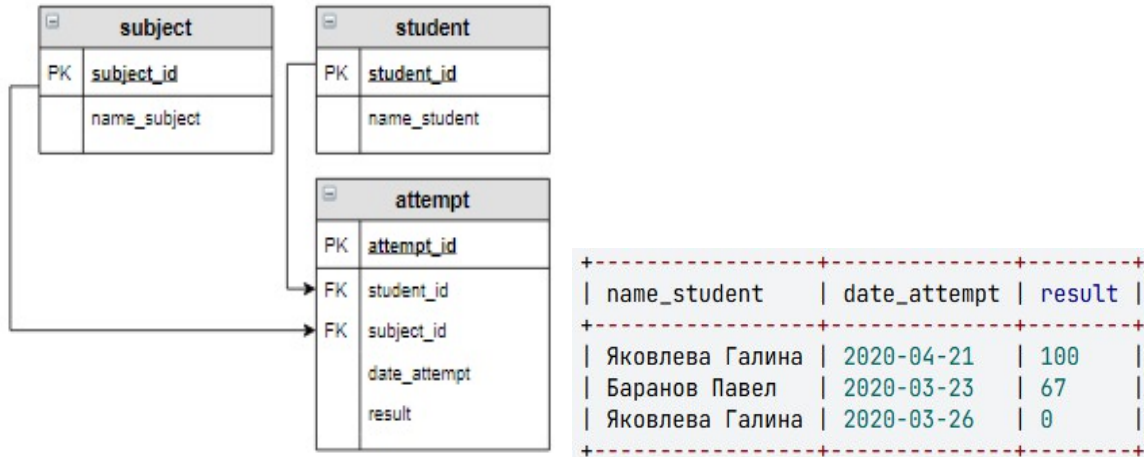 subject
PK subject_id
name_subject
student
PK student_id
name_student
attempt
PK attempt_id
FK student_id
FK subject_id
date_attempt
result
+-----------------+--------------+--------+
| name_student | date_attempt | result |
+-----------------+--------------+--------+
| Яковлева Галина | 2020-04-21 | 100 |
| Баранов Павел | 2020-03-23 | 67 |
| Яковлева Галина | 2020-03-26 | 0 |
+-----------------+--------------+--------+